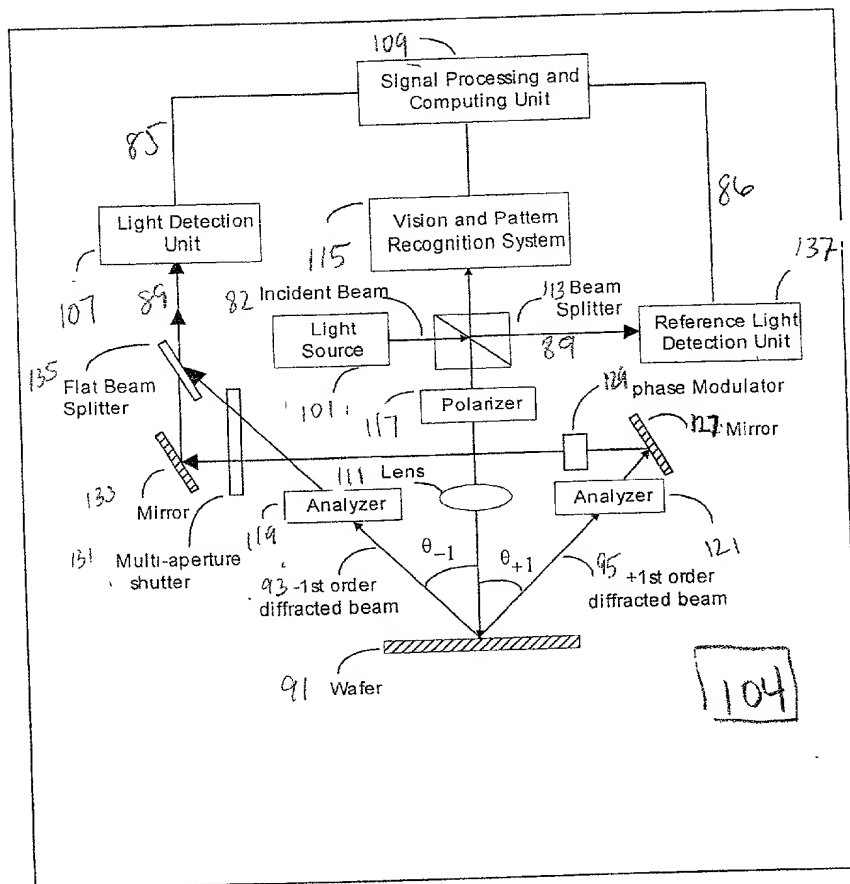 109
Signal Processing and
Computing Unit
85
86
Light Detection
Unit
107
89
Vision and Pattern
Recognition System
115
137
82
Incident Beam
113 Beam
Splitter
Light
Source
101
89
Reference Light
Detection Unit
135
Flat Beam
Splitter
Polarizer
117
129 phase Modulator
127 Mirror
133
Mirror
111 Lens
Analyzer
119
Analyzer
121
131 Multi-aperture
shutter
θ-1
θ+1
93 -1st order
diffracted beam
95 +1st order
diffracted beam
91 Wafer
104